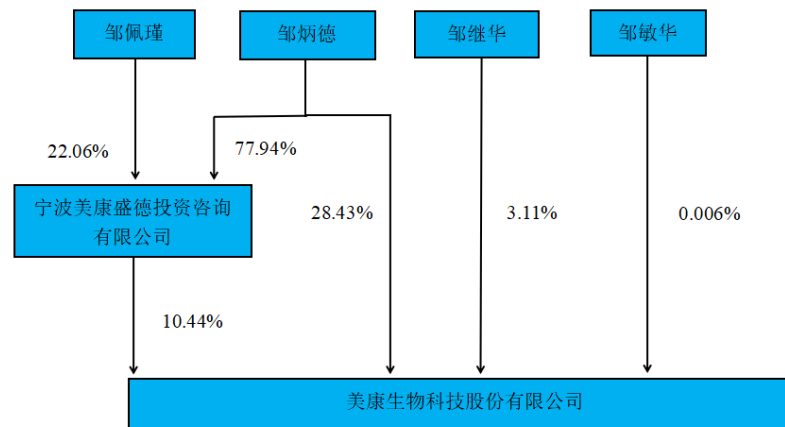 邹佩瑾
邹炳德
邹继华
邹敏华
22.06%
77.94%
宁波美康盛德投资咨询
有限公司
28.43%
3.11%
0.006%
10.44%
美康生物科技股份有限公司